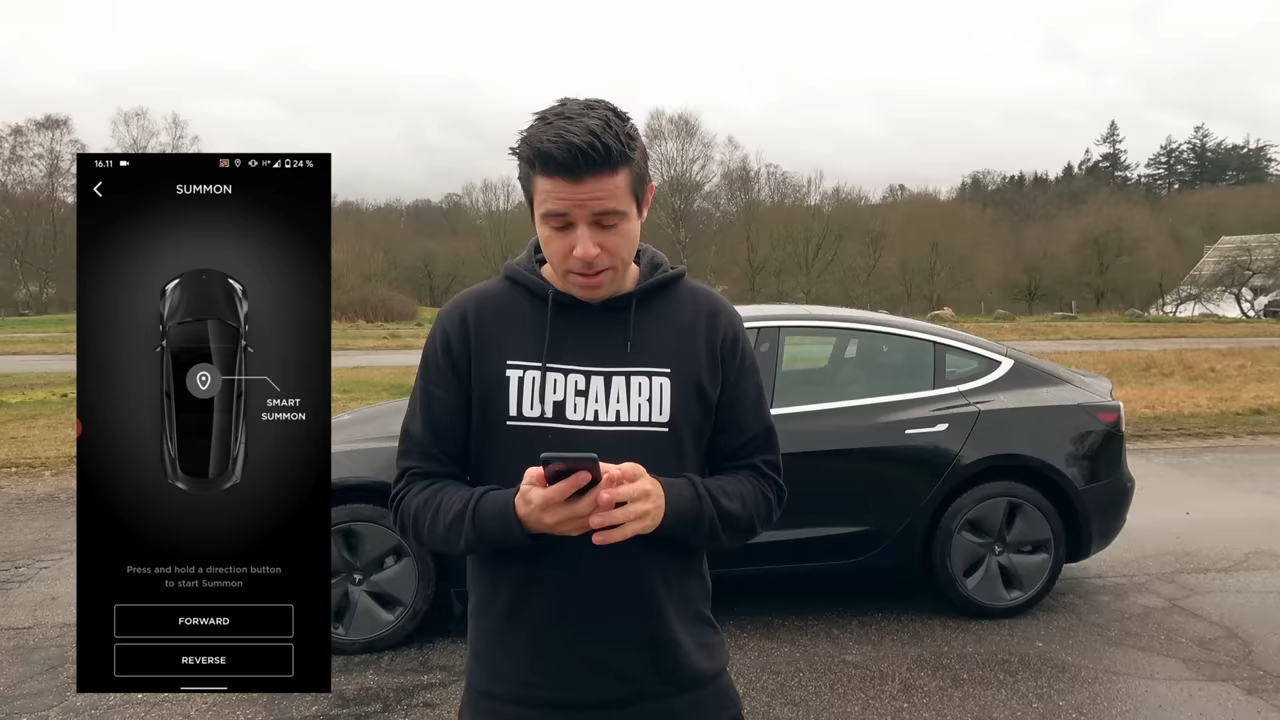 16.11 H+ 24 %
SUMMON
SMART
SUMMON
Press and hold a direction button
to start Summon
FORWARD
REVERSE
TOPGAARD